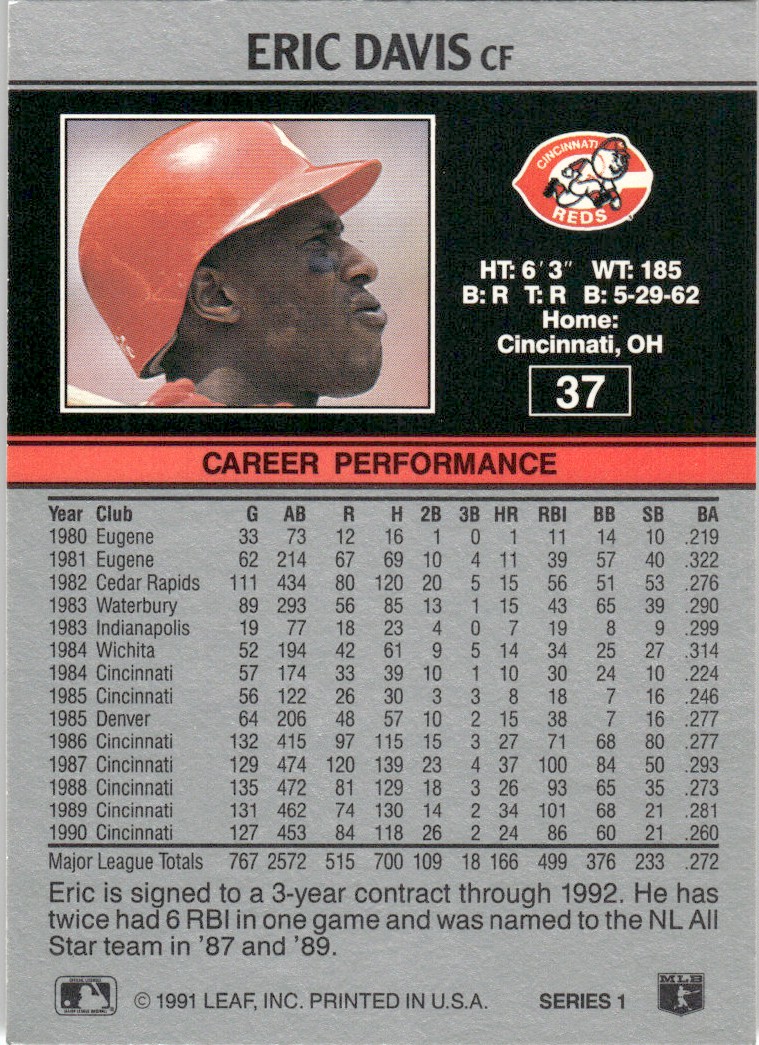 ERIC DAVIS CF
CINCINNATI
REDS
HT: 6'3" WT: 185
B: R T: R B: 5-29-62
Home:
Cincinnati, OH
37
CAREER PERFORMANCE
Year Club G AB R H 2B 3B HR RBI BB SB BA
1980 Eugene 33 73 12 16 1 0 1 11 14 10 .219
1981 Eugene 62 214 67 69 10 4 11 39 57 40 .322
1982 Cedar Rapids 111 434 80 120 20 5 15 56 51 53 .276
1983 Waterbury 89 293 56 85 13 1 15 43 65 39 .290
1983 Indianapolis 19 77 18 23 4 0 7 19 8 9 .299
1984 Wichita 52 194 42 61 9 5 14 34 25 27 .314
1984 Cincinnati 57 174 33 39 10 1 10 30 24 10 .224
1985 Cincinnati 56 122 26 30 3 3 8 18 7 16 .246
1985 Denver 64 206 48 57 10 2 15 38 7 16 .277
1986 Cincinnati 132 415 97 115 15 3 27 71 68 80 .277
1987 Cincinnati 129 474 120 139 23 4 37 100 84 50 .293
1988 Cincinnati 135 472 81 129 18 3 26 93 65 35 .273
1989 Cincinnati 131 462 74 130 14 2 34 101 68 21 .281
1990 Cincinnati 127 453 84 118 26 2 24 86 60 21 .260
Major League Totals 767 2572 515 700 109 18 166 499 376 233 .272
Eric is signed to a 3-year contract through 1992. He has
twice had 6 RBI in one game and was named to the NL All
Star team in '87 and '89.
© 1991 LEAF, INC. PRINTED IN U.S.A. SERIES 1
MLB